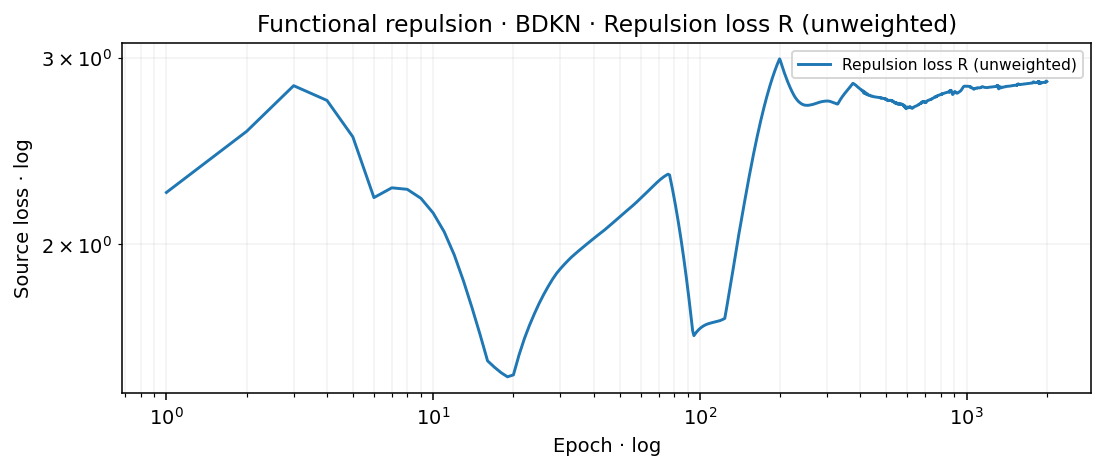 Functional repulsion · BDKN · Repulsion loss R (unweighted)
3 × 10⁰
Repulsion loss R (unweighted)
Source loss · log
2 × 10⁰
10⁰ 10¹ 10² 10³
Epoch · log